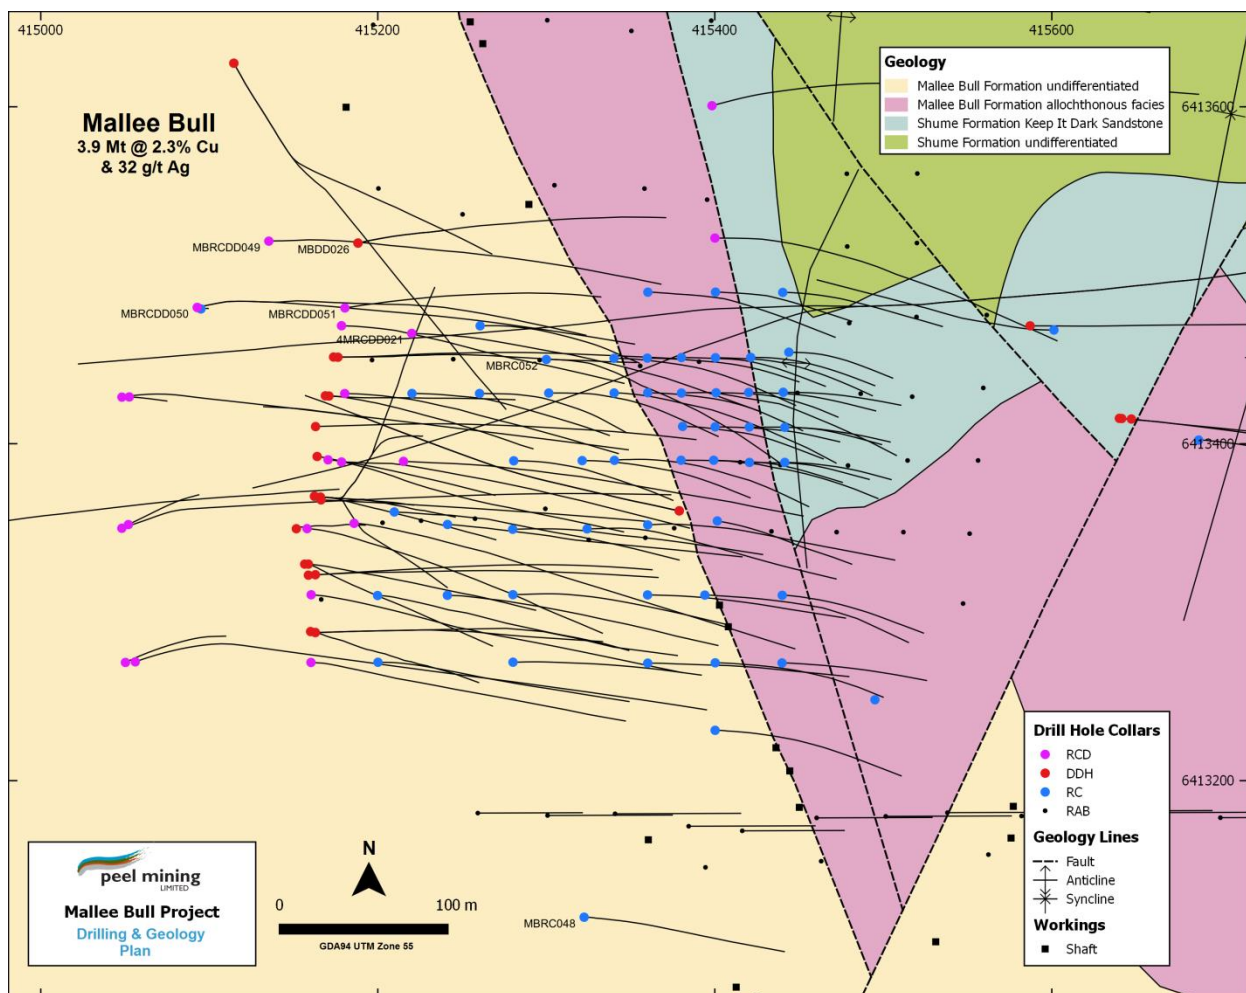 415000
415200
415400
415600
Mallee Bull
3.9 Mt @ 2.3% Cu
& 32 g/t Ag
Geology
Mallee Bull Formation undifferentiated
Mallee Bull Formation allochthonous facies
Shume Formation Keep It Dark Sandstone
Shume Formation undifferentiated
6413600
MBRCDD049
MBDD026
MBRCDD050
MBRCDD051
4MRCDD021
MBRC052
6413400
6413200
Drill Hole Collars
RCD
DDH
RC
RAB
Geology Lines
Fault
Anticline
Syncline
Workings
Shaft
peel mining
LIMITED
Mallee Bull Project
Drilling & Geology
Plan
N
0
100 m
GDA94 UTM Zone 55
MBRC048